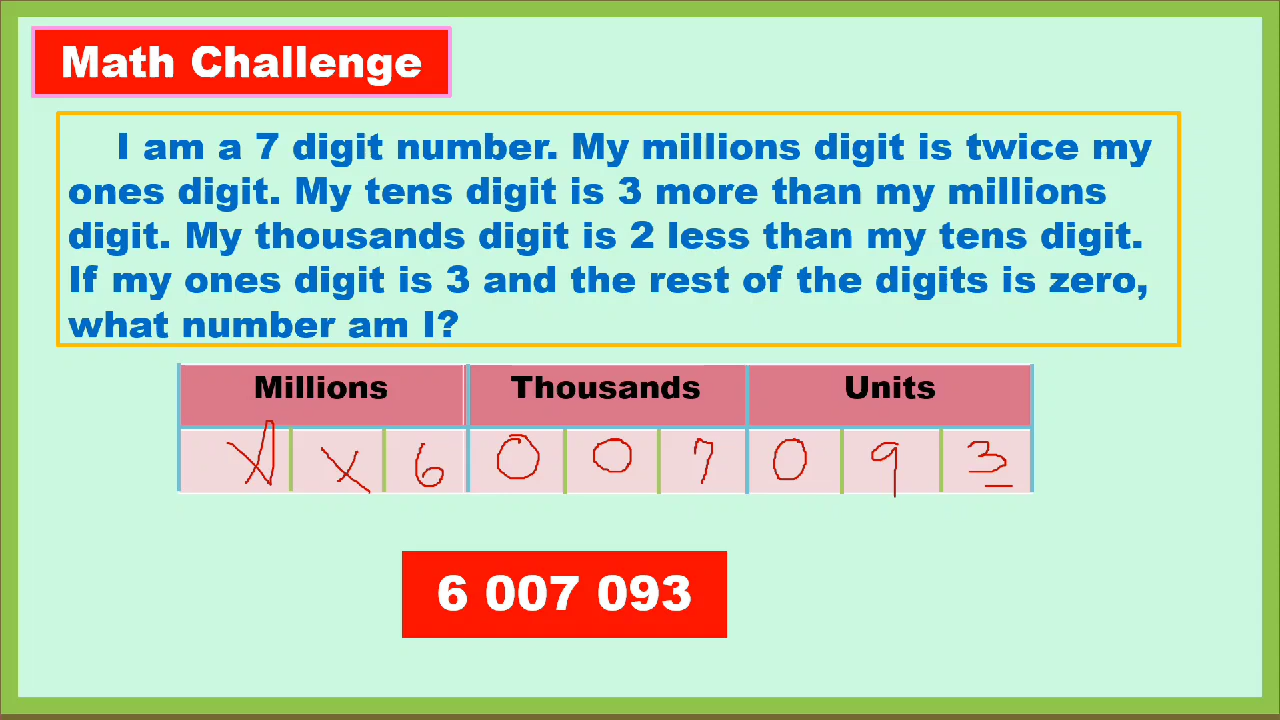 Math Challenge
I am a 7 digit number. My millions digit is twice my
ones digit. My tens digit is 3 more than my millions
digit. My thousands digit is 2 less than my tens digit.
If my ones digit is 3 and the rest of the digits is zero,
what number am I?
Millions Thousands Units
X X 6 0 0 7 0 9 3
6 007 093